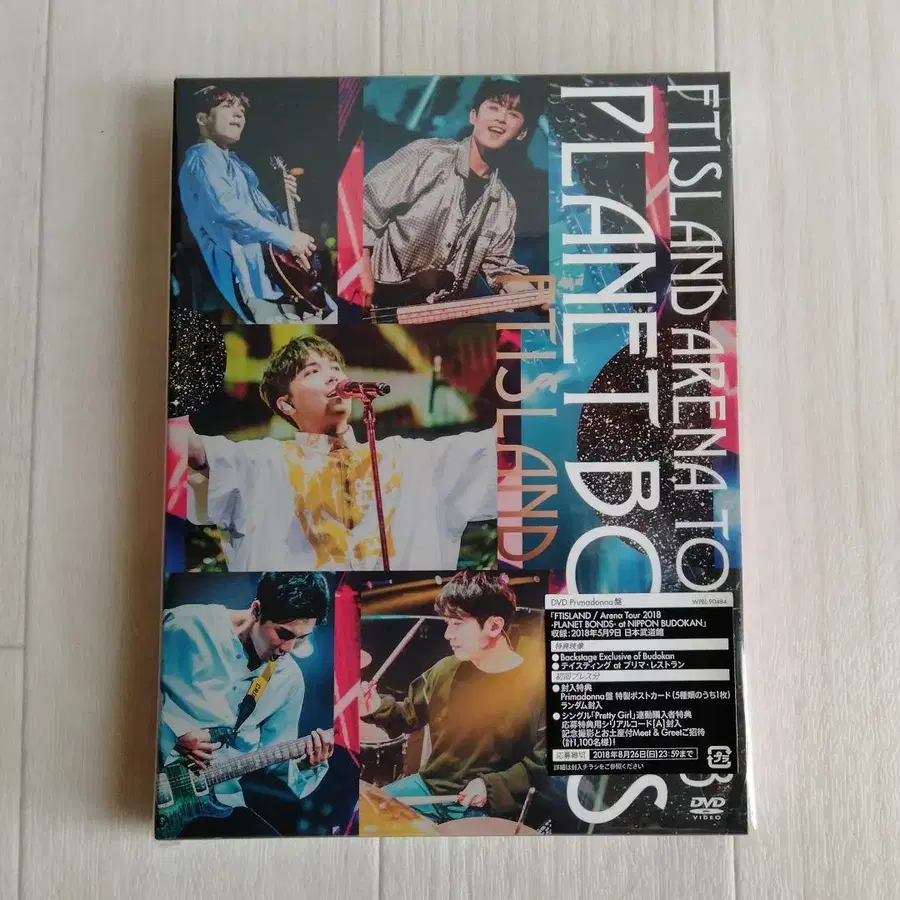 FTISLAND ARENA TO
PLANET BO
S
FTISLAND
DVD Primadonna盤
WPBL-90484
「FTISLAND / Arena Tour 2018
-PLANET BONDS- at NIPPON BUDOKAN」
収録:2018年5月9日 日本武道館
特典映像
●Backstage Exclusive of Budokan
●テイスティング at プリマ・レストラン
初回プレス分
●封入特典
Primadonna盤 特製ポストカード(5種類のうち1枚)
ランダム封入
●シングル「Pretty Girl」連動購入者特典
応募特典用シリアルコード[A]封入
記念撮影とお土産付Meet & Greetご招待
(計1,100名様)!
応募締切 2018年8月26日(日)23:59まで
詳細は封入チラシをご参照ください
プラ
8
DVD
VIDEO